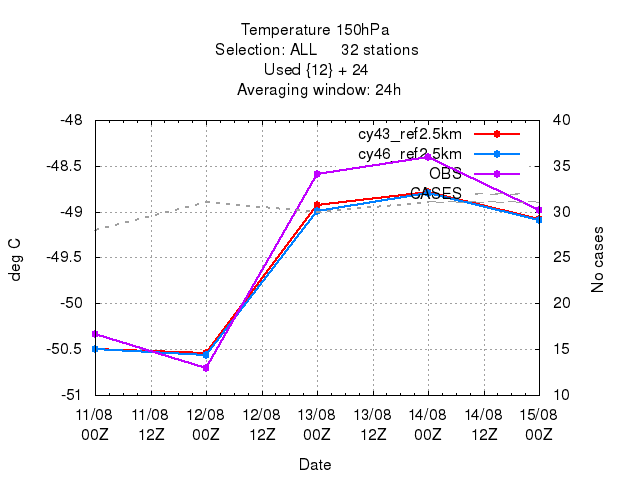 Temperature 150hPa
Selection: ALL 32 stations
Used {12} + 24
Averaging window: 24h
cy43_ref2.5km
cy46_ref2.5km
OBS
CASES
-48
-48.5
-49
-49.5
-50
-50.5
-51
deg C
40
35
30
25
20
15
10
No cases
11/08 11/08 12/08 12/08 13/08 13/08 14/08 14/08 15/08
00Z 12Z 00Z 12Z 00Z 12Z 00Z 12Z 00Z
Date